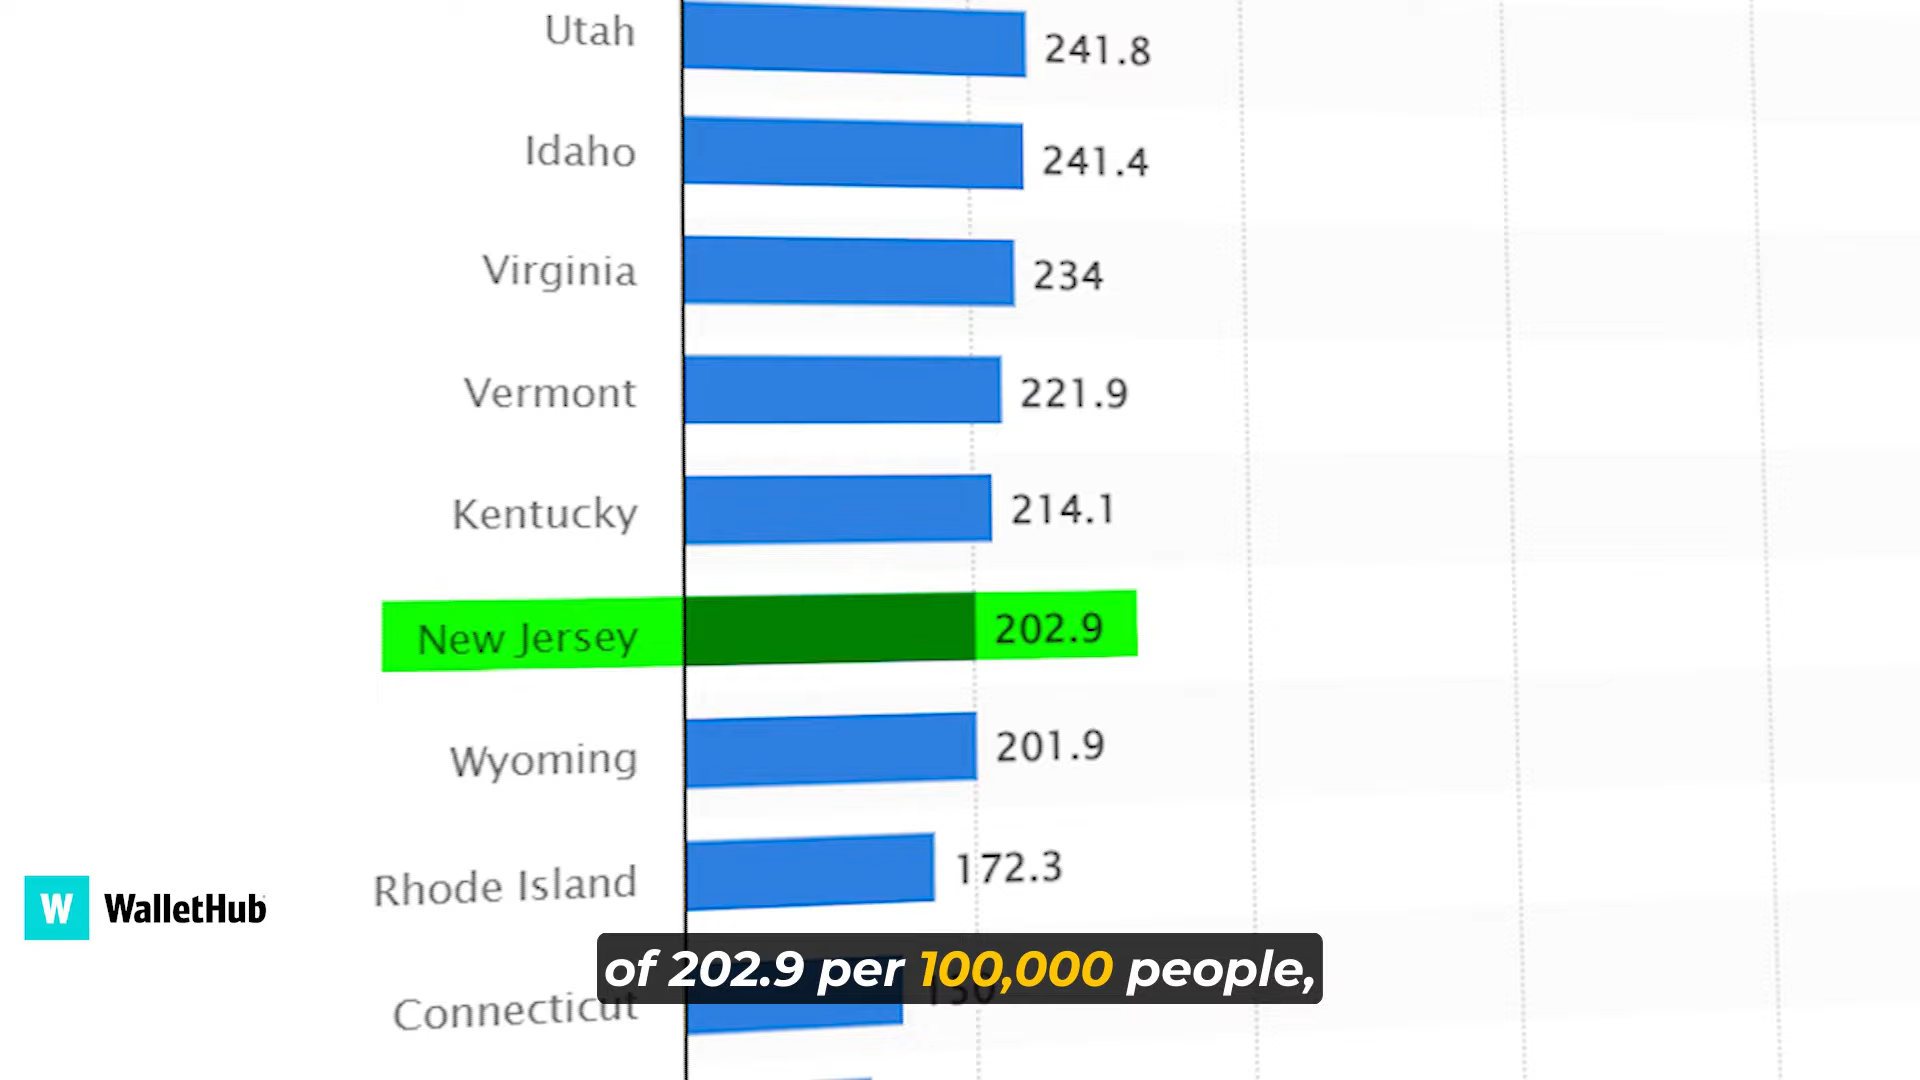 Utah 241.8
Idaho 241.4
Virginia 234
Vermont 221.9
Kentucky 214.1
New Jersey 202.9
Wyoming 201.9
Rhode Island 172.3
W WalletHub
of 202.9 per 100,000 people,
Connecticut